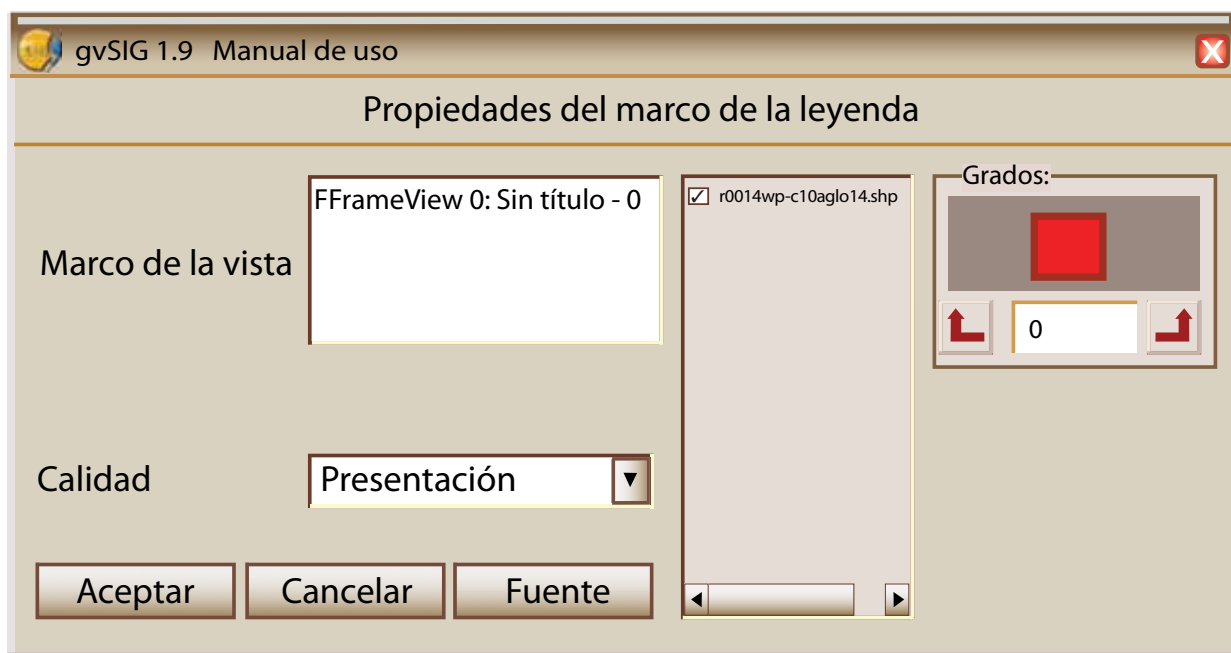 gvSIG 1.9 Manual de uso
Propiedades del marco de la leyenda
Marco de la vista
FFrameView 0: Sin título - 0
r0014wp-c10aglo14.shp
Grados:
0
Calidad
Presentación
Aceptar
Cancelar
Fuente